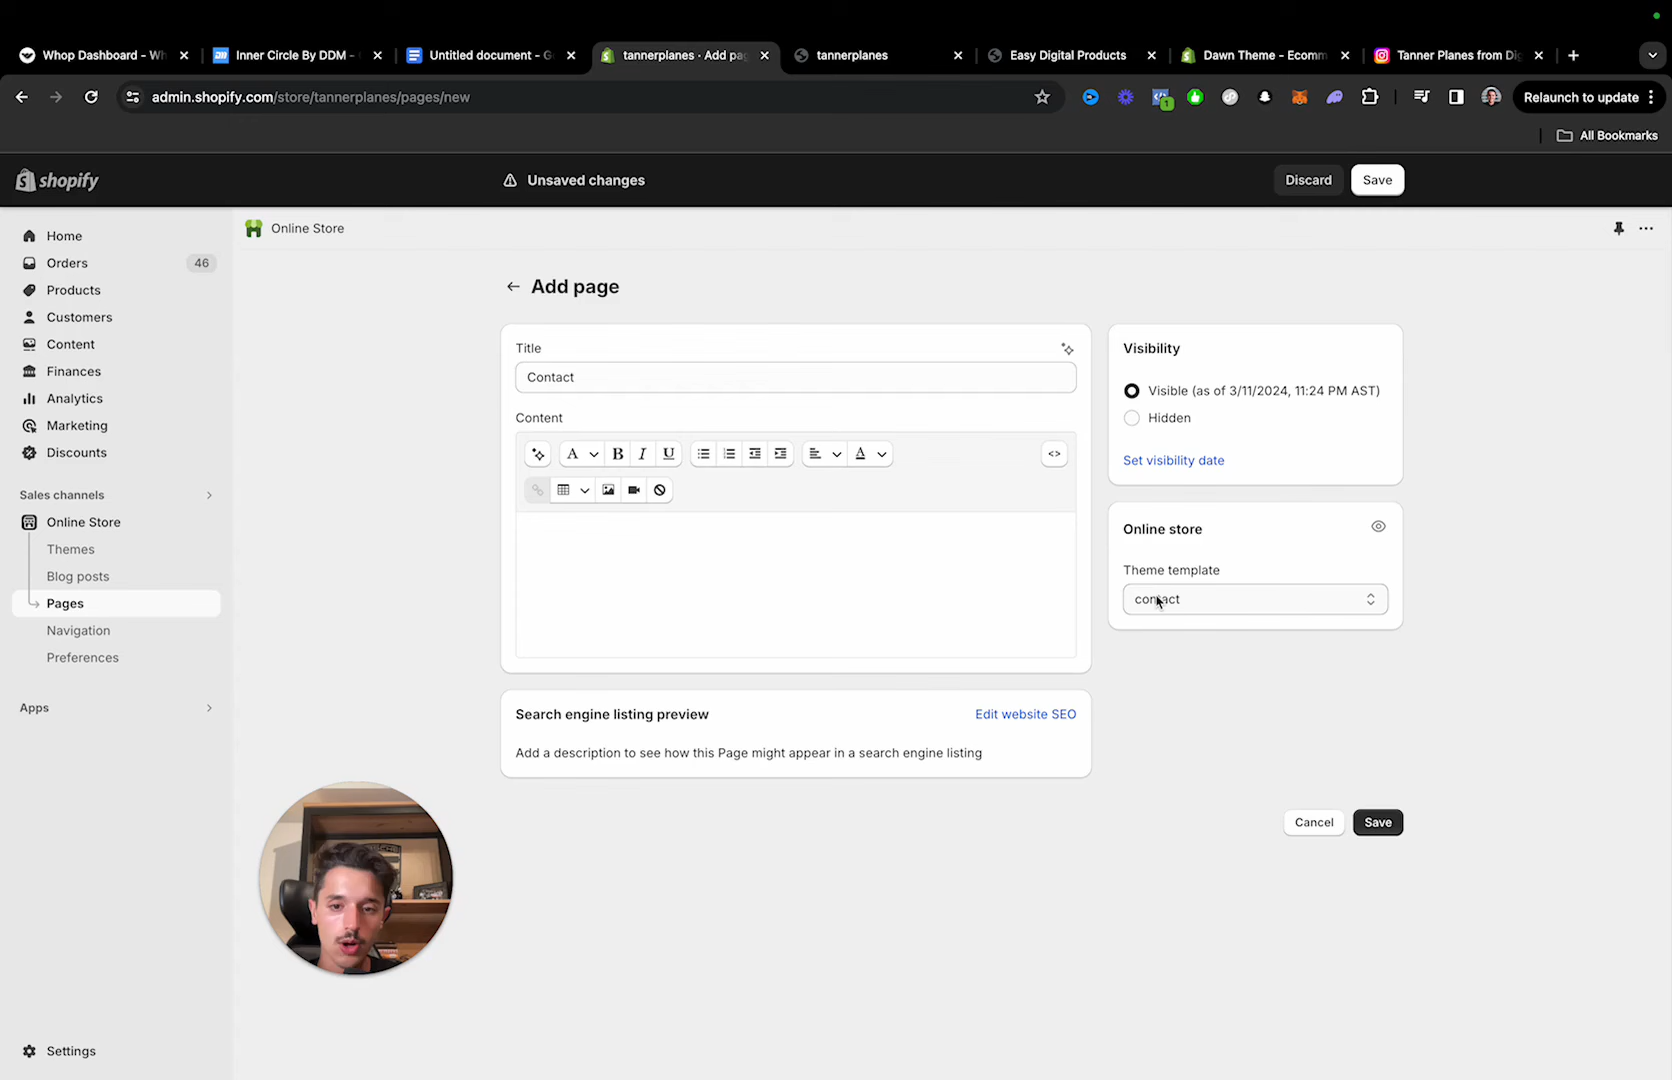 Whop Dashboard - Wh
Inner Circle By DDM -
Untitled document - G
tannerplanes · Add pag
tannerplanes
Easy Digital Products
Dawn Theme - Ecomm
Tanner Planes from Dig
admin.shopify.com/store/tannerplanes/pages/new
1
Relaunch to update
All Bookmarks
shopify
Unsaved changes
Discard
Save
Home
Orders
46
Products
Customers
Content
Finances
Analytics
Marketing
Discounts
Sales channels
Online Store
Themes
Blog posts
Pages
Navigation
Preferences
Apps
Settings
Online Store
Add page
Title
Contact
Content
A
B
I
U
A
<>
Search engine listing preview
Edit website SEO
Add a description to see how this Page might appear in a search engine listing
Visibility
Visible (as of 3/11/2024, 11:24 PM AST)
Hidden
Set visibility date
Online store
Theme template
contact
Cancel
Save